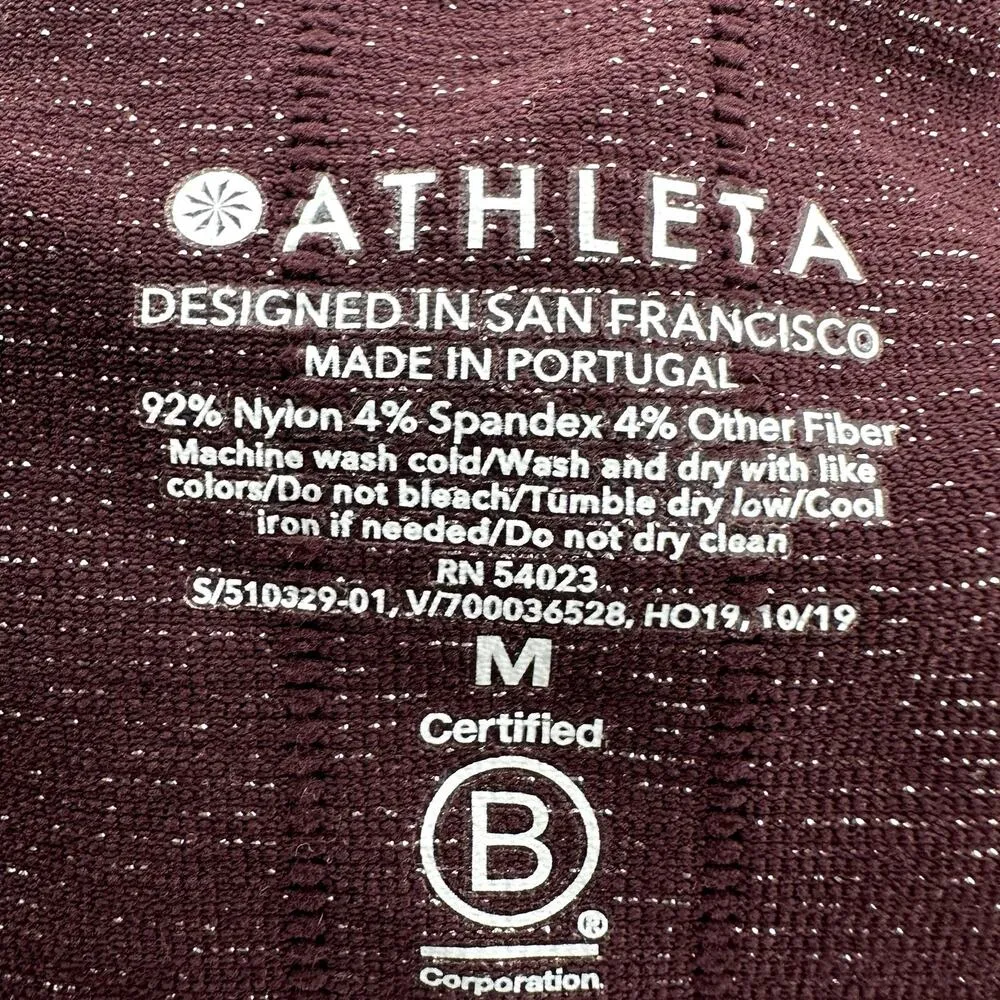 ATHLETA
DESIGNED IN SAN FRANCISCO
MADE IN PORTUGAL
92% Nylon 4% Spandex 4% Other Fiber
Machine wash cold/Wash and dry with like
colors/Do not bleach/Tumble dry low/Cool
iron if needed/Do not dry clean
RN 54023
S/510329-01, V/700036528, HO19, 10/19
M
Certified
B
®
Corporation